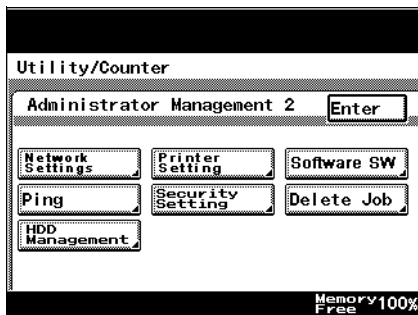 Utility/Counter
Administrator Management 2 Enter
Network
Settings
Printer
Setting
Software SW
Ping
Security
Setting
Delete Job
HDD
Management
Memory
Free 100%